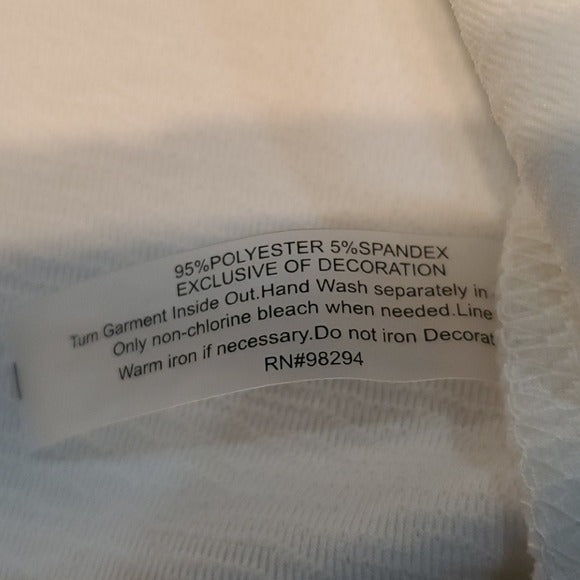 95%POLYESTER 5%SPANDEX
EXCLUSIVE OF DECORATION
Turn Garment Inside Out.Hand Wash separately in
Only non-chlorine bleach when needed.Line
Warm iron if necessary.Do not iron Decorat
RN#98294